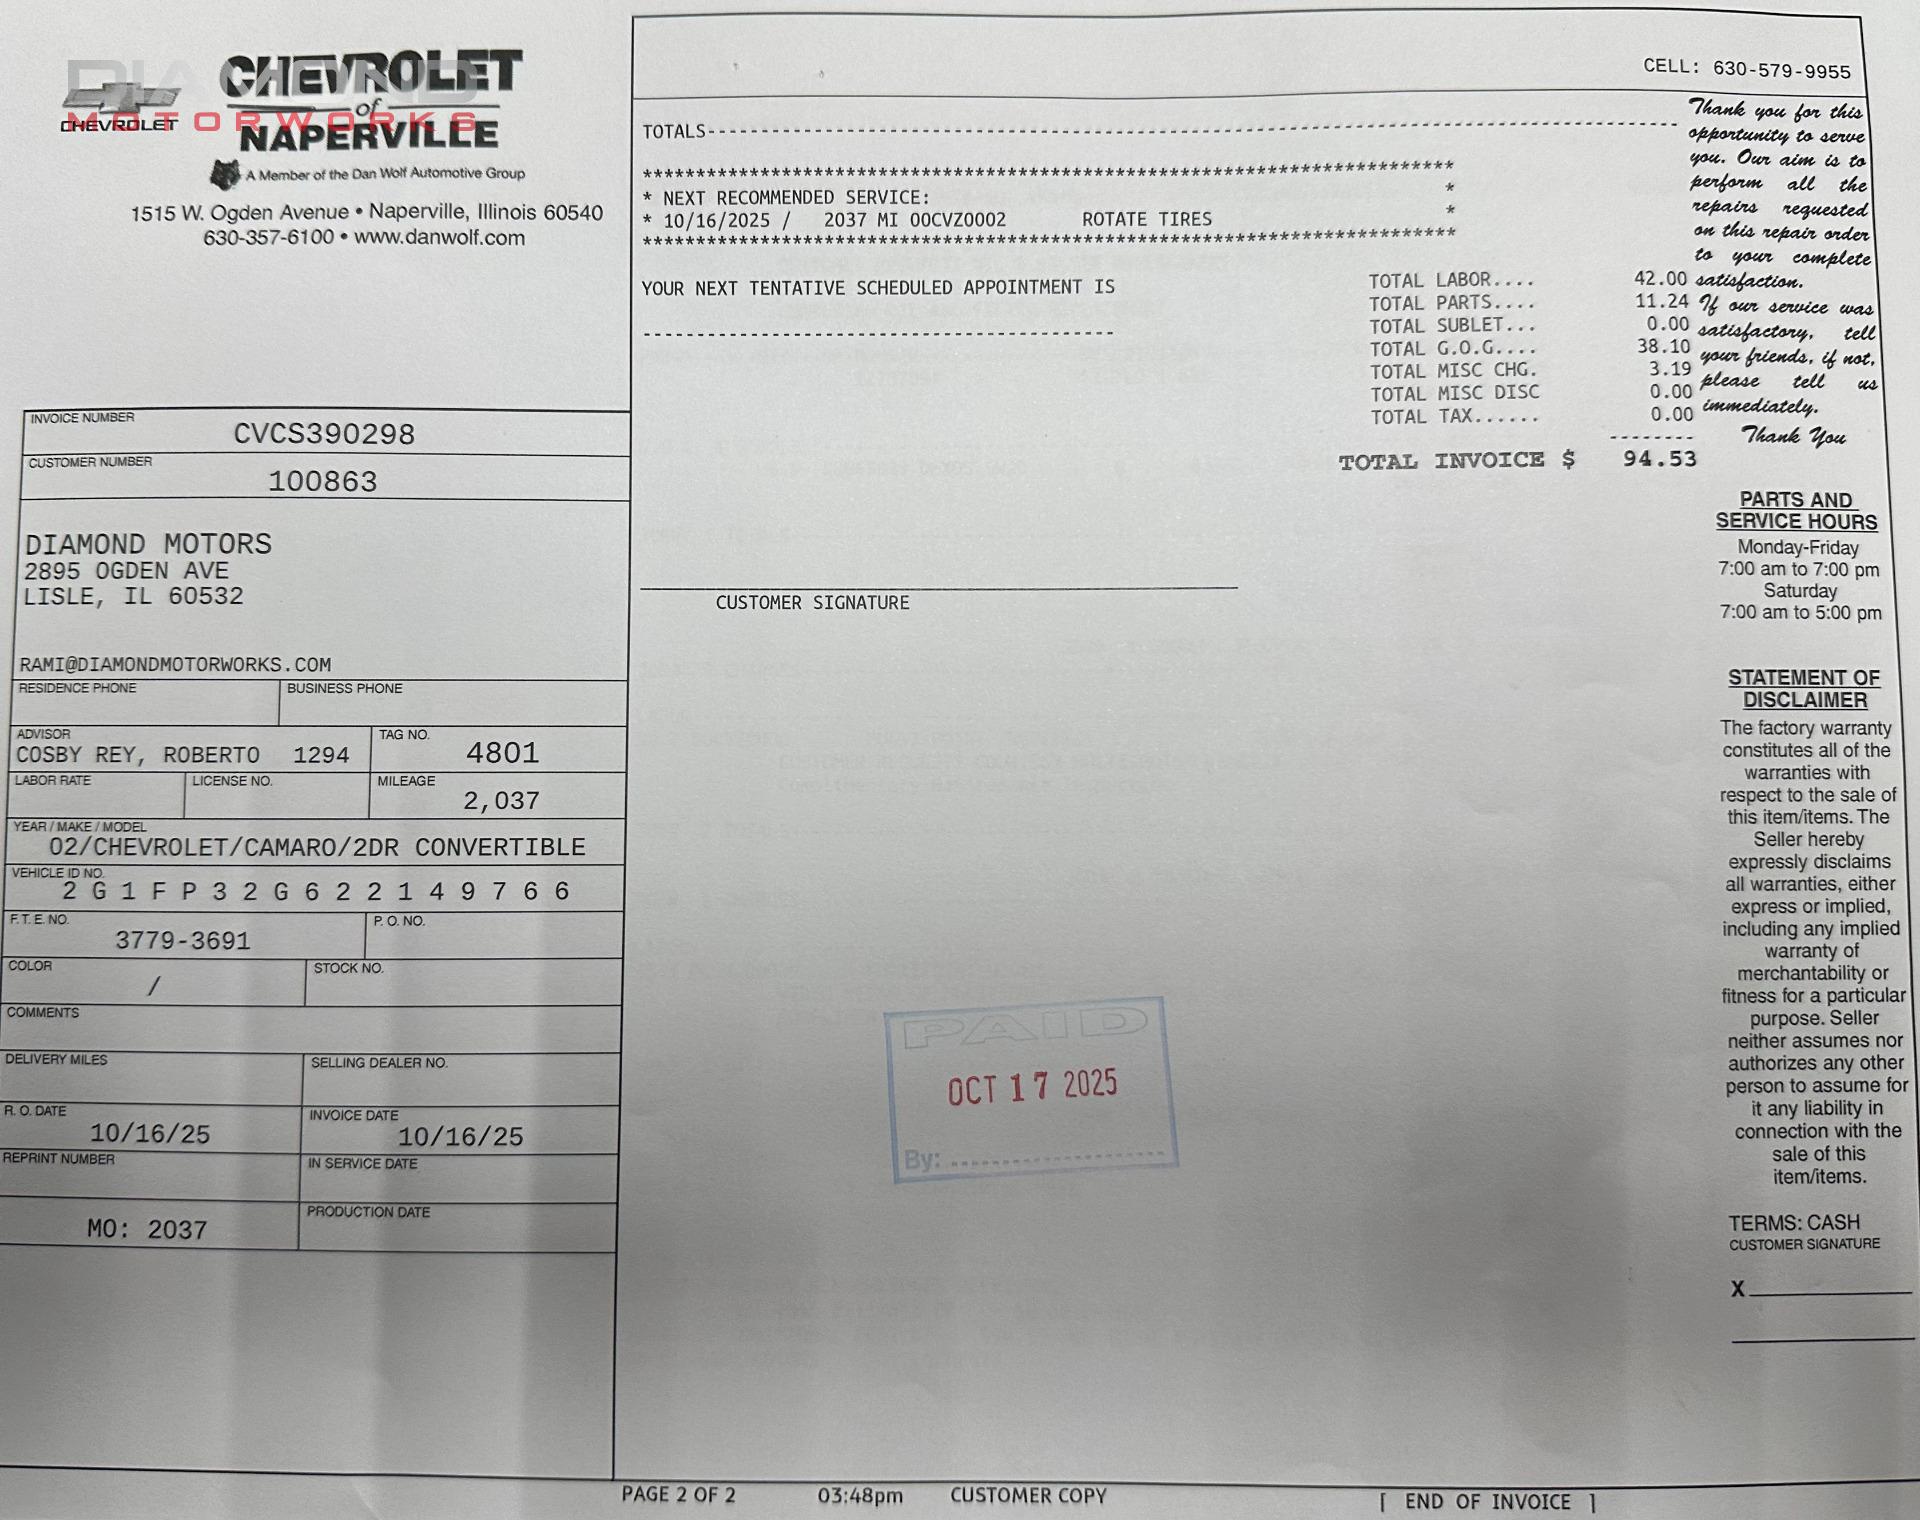 DIAMOND
MOTORWORKS
CHEVROLET
CHEVROLET
of
NAPERVILLE
A Member of the Dan Wolf Automotive Group
1515 W. Ogden Avenue • Naperville, Illinois 60540
630-357-6100 • www.danwolf.com
INVOICE NUMBER
CVCS390298
CUSTOMER NUMBER
100863
DIAMOND MOTORS
2895 OGDEN AVE
LISLE, IL 60532
RAMI@DIAMONDMOTORWORKS.COM
RESIDENCE PHONE
BUSINESS PHONE
ADVISOR
COSBY REY, ROBERTO 1294
TAG NO.
4801
LABOR RATE
LICENSE NO.
MILEAGE
2,037
YEAR / MAKE / MODEL
02/CHEVROLET/CAMARO/2DR CONVERTIBLE
VEHICLE ID NO.
2 G 1 F P 3 2 G 6 2 2 1 4 9 7 6 6
F. T. E. NO.
3779-3691
P. O. NO.
COLOR
/
STOCK NO.
COMMENTS
DELIVERY MILES
SELLING DEALER NO.
R. O. DATE
10/16/25
INVOICE DATE
10/16/25
REPRINT NUMBER
IN SERVICE DATE
MO: 2037
PRODUCTION DATE
CELL: 630-579-9955
TOTALS------------------------------------------------------------------------------------------
***************************************************************************
* NEXT RECOMMENDED SERVICE: *
* 10/16/2025 / 2037 MI 00CVZ0002 ROTATE TIRES *
***************************************************************************
YOUR NEXT TENTATIVE SCHEDULED APPOINTMENT IS
--------------------------------------------
TOTAL LABOR.... 42.00
TOTAL PARTS.... 11.24
TOTAL SUBLET... 0.00
TOTAL G.O.G.... 38.10
TOTAL MISC CHG. 3.19
TOTAL MISC DISC 0.00
TOTAL TAX...... 0.00
--------
TOTAL INVOICE $ 94.53
CUSTOMER SIGNATURE
PAID
OCT 17 2025
By:
Thank you for this
opportunity to serve
you. Our aim is to
perform all the
repairs requested
on this repair order
to your complete
satisfaction.
If our service was
satisfactory, tell
your friends, if not,
please tell us
immediately.
Thank You
PARTS AND
SERVICE HOURS
Monday-Friday
7:00 am to 7:00 pm
Saturday
7:00 am to 5:00 pm
STATEMENT OF
DISCLAIMER
The factory warranty
constitutes all of the
warranties with
respect to the sale of
this item/items. The
Seller hereby
expressly disclaims
all warranties, either
express or implied,
including any implied
warranty of
merchantability or
fitness for a particular
purpose. Seller
neither assumes nor
authorizes any other
person to assume for
it any liability in
connection with the
sale of this
item/items.
TERMS: CASH
CUSTOMER SIGNATURE
X
PAGE 2 OF 2 03:48pm CUSTOMER COPY [ END OF INVOICE ]